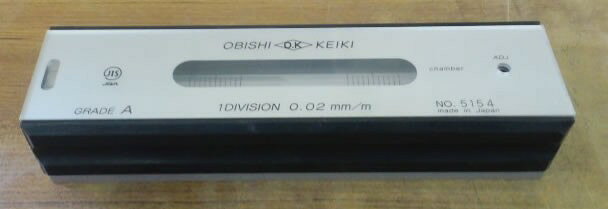 OBISHI <D.K> KEIKI
JIS
chamber
ADJ
GRADE A
1DIVISION 0.02 mm/m
NO. 5154
made in Japan